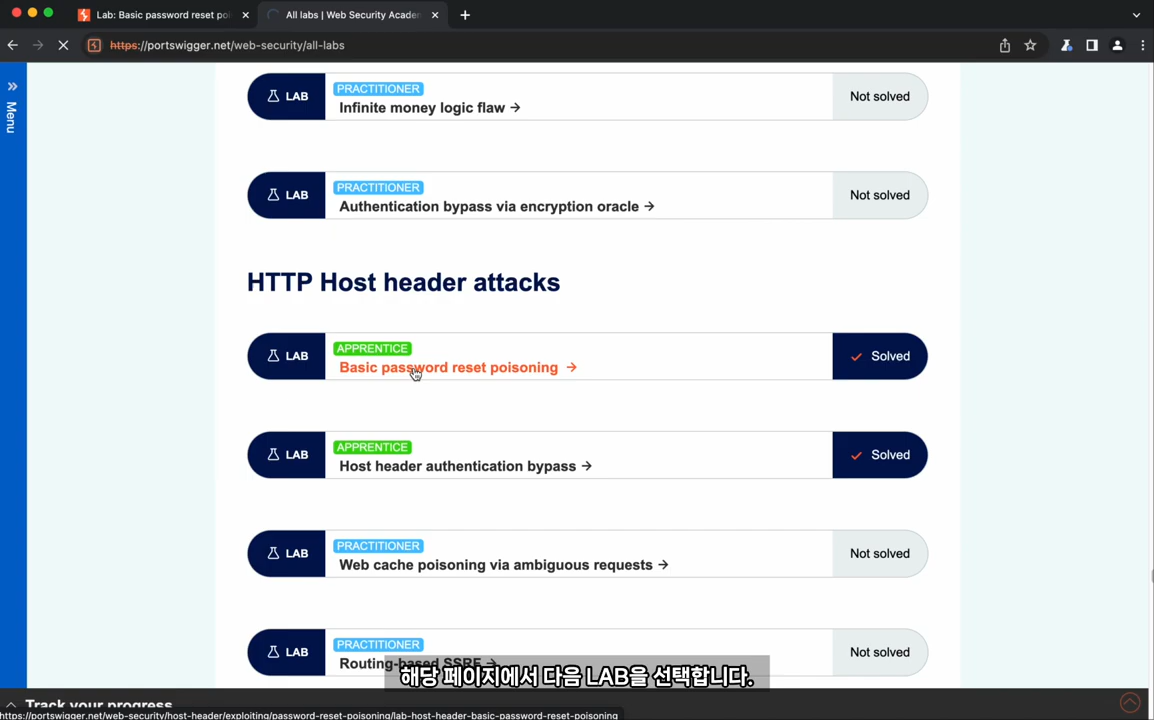 Lab: Basic password reset poi
All labs | Web Security Academ
https://portswigger.net/web-security/all-labs
Menu
LAB
PRACTITIONER
Infinite money logic flaw →
Not solved
LAB
PRACTITIONER
Authentication bypass via encryption oracle →
Not solved
HTTP Host header attacks
LAB
APPRENTICE
Basic password reset poisoning →
Solved
LAB
APPRENTICE
Host header authentication bypass →
Solved
LAB
PRACTITIONER
Web cache poisoning via ambiguous requests →
Not solved
LAB
PRACTITIONER
Routing-based SSRF →
Not solved
해당 페이지에서 다음 LAB을 선택합니다.
Track your progress
https://portswigger.net/web-security/host-header/exploiting/password-reset-poisoning/lab-host-header-basic-password-reset-poisoning